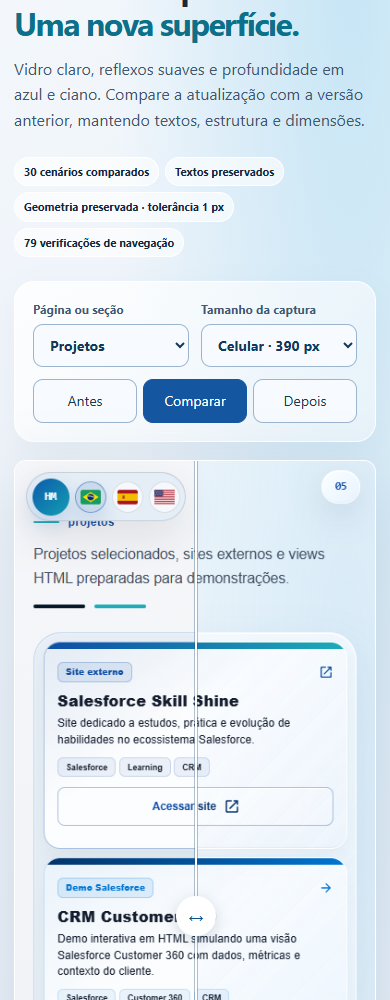 Uma nova superfície.
Vidro claro, reflexos suaves e profundidade em
azul e ciano. Compare a atualização com a versão
anterior, mantendo textos, estrutura e dimensões.
30 cenários comparados
Textos preservados
Geometria preservada · tolerância 1 px
79 verificações de navegação
Página ou seção
Tamanho da captura
Projetos
Celular · 390 px
Antes
Comparar
Depois
HM
05
projetos
Projetos selecionados, sites externos e views
HTML preparadas para demonstrações.
Site externo
Salesforce Skill Shine
Site dedicado a estudos, prática e evolução de
habilidades no ecossistema Salesforce.
Salesforce
Learning
CRM
Acessar site
Demo Salesforce
CRM Customer
Demo interativa em HTML simulando uma visão
Salesforce Customer 360 com dados, métricas e
contexto do cliente.
Salesforce
Customer 360
CRM